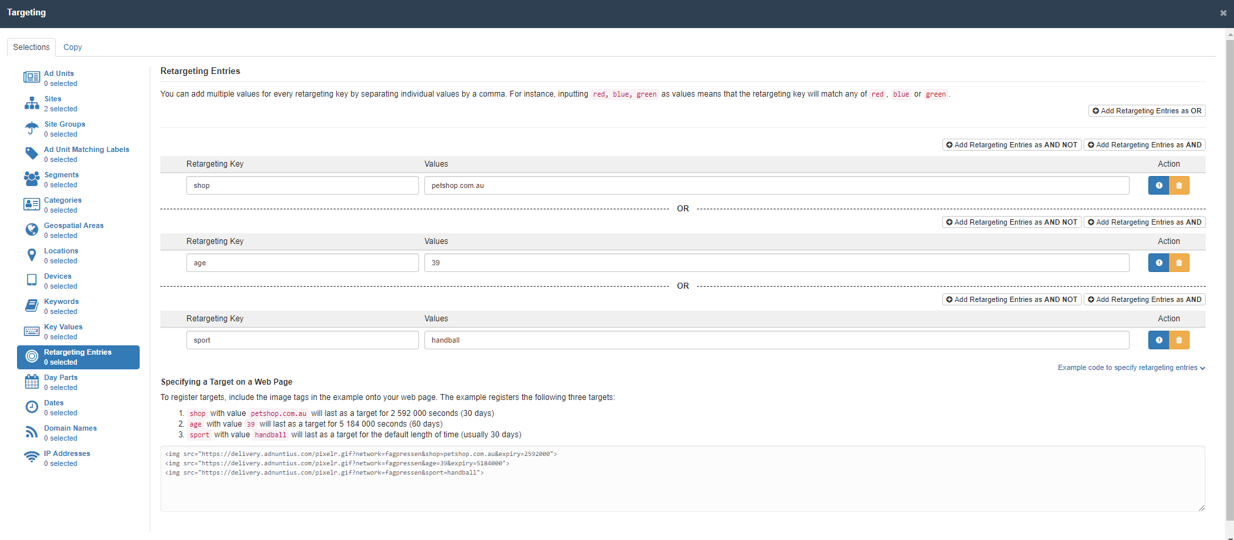 Targeting
Selections
Copy
Ad Units
0 selected
Sites
2 selected
Site Groups
0 selected
Ad Unit Matching Labels
0 selected
Segments
0 selected
Categories
0 selected
Geospatial Areas
0 selected
Locations
0 selected
Devices
0 selected
Keywords
0 selected
Key Values
0 selected
Retargeting Entries
0 selected
Day Parts
0 selected
Dates
0 selected
Domain Names
0 selected
IP Addresses
0 selected
Retargeting Entries
You can add multiple values for every retargeting key by separating individual values by a comma. For instance, inputting red, blue, green as values means that the retargeting key will match any of red, blue or green.
Add Retargeting Entries as OR
Add Retargeting Entries as AND NOT Add Retargeting Entries as AND
Retargeting Key Values Action
shop petshop.com.au
OR
Add Retargeting Entries as AND NOT Add Retargeting Entries as AND
Retargeting Key Values Action
age 39
OR
Add Retargeting Entries as AND NOT Add Retargeting Entries as AND
Retargeting Key Values Action
sport handball
Example code to specify retargeting entries
Specifying a Target on a Web Page
To register targets, include the image tags in the example onto your web page. The example registers the following three targets:
1. shop with value petshop.com.au will last as a target for 2 592 000 seconds (30 days)
2. age with value 39 will last as a target for 5 184 000 seconds (60 days)
3. sport with value handball will last as a target for the default length of time (usually 30 days)
<img src="https://delivery.adnuntius.com/pixelr.gif?network=fagpressen&shop=petshop.com.au&expiry=2592000">
<img src="https://delivery.adnuntius.com/pixelr.gif?network=fagpressen&age=39&expiry=5184000">
<img src="https://delivery.adnuntius.com/pixelr.gif?network=fagpressen&sport=handball">